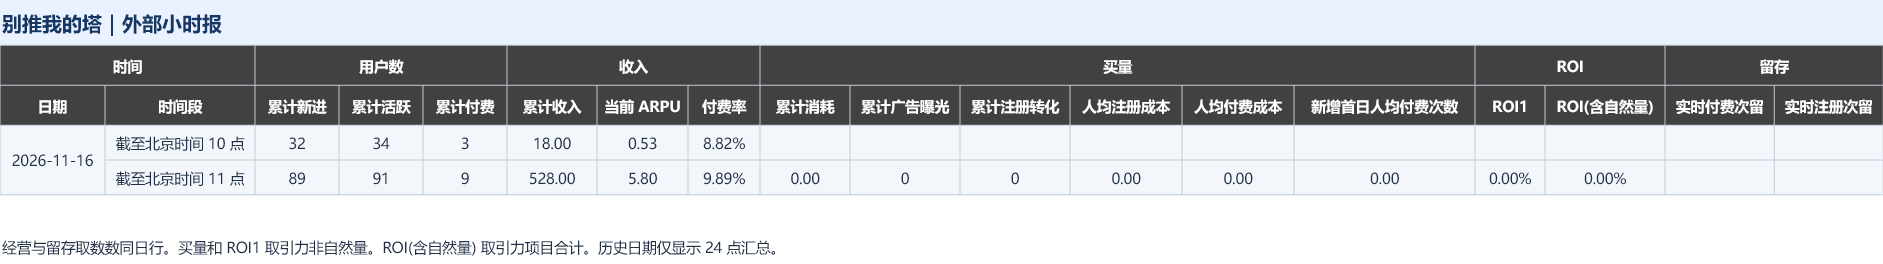 别推我的塔｜外部小时报
时间 用户数 收入 买量 ROI 留存
日期 时间段 累计新进 累计活跃 累计付费 累计收入 当前 ARPU 付费率 累计消耗 累计广告曝光 累计注册转化 人均注册成本 人均付费成本 新增首日人均付费次数 ROI1 ROI(含自然量) 实时付费次留 实时注册次留
2026-11-16 截至北京时间 10 点 32 34 3 18.00 0.53 8.82%
截至北京时间 11 点 89 91 9 528.00 5.80 9.89% 0.00 0 0 0.00 0.00 0.00 0.00% 0.00%
经营与留存取数数同日行。买量和 ROI1 取引力非自然量。ROI(含自然量) 取引力项目合计。历史日期仅显示 24 点汇总。